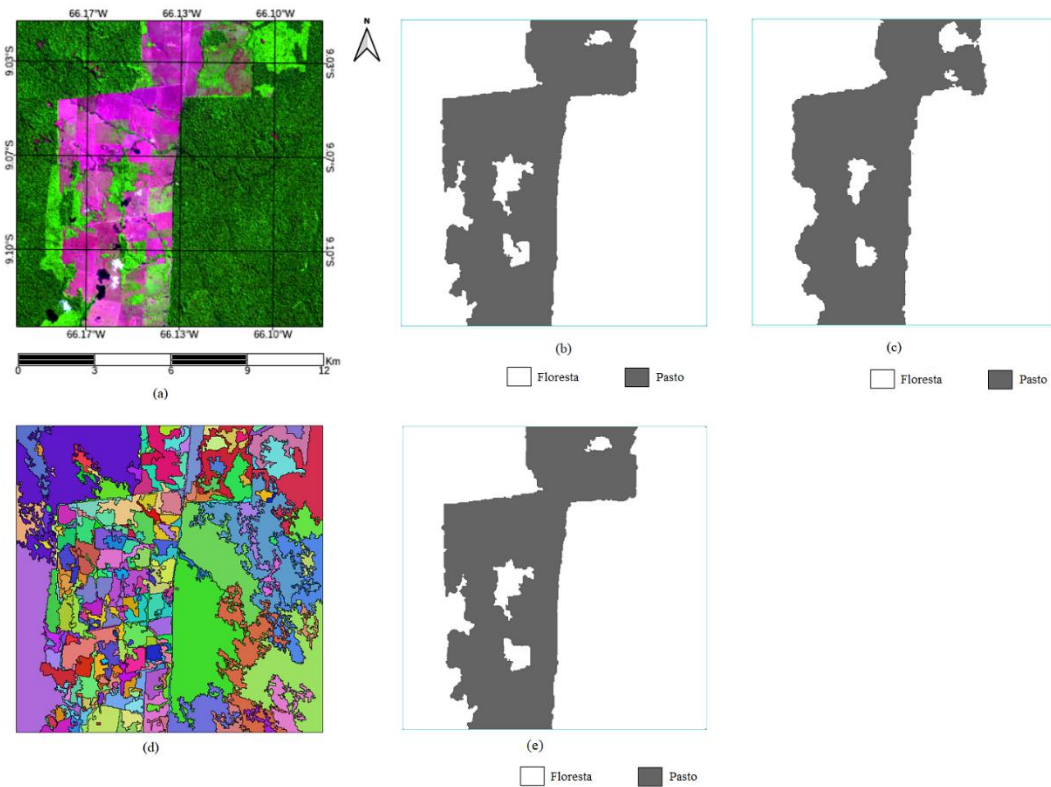 66.17°W 66.13°W 66.10°W
N
9.03°S 9.03°S
9.07°S 9.07°S
9.10°S 9.10°S
66.17°W 66.13°W 66.10°W
Km
0 3 6 9 12
(a)
(b)
Floresta Pasto
(c)
Floresta Pasto
(d)
(e)
Floresta Pasto